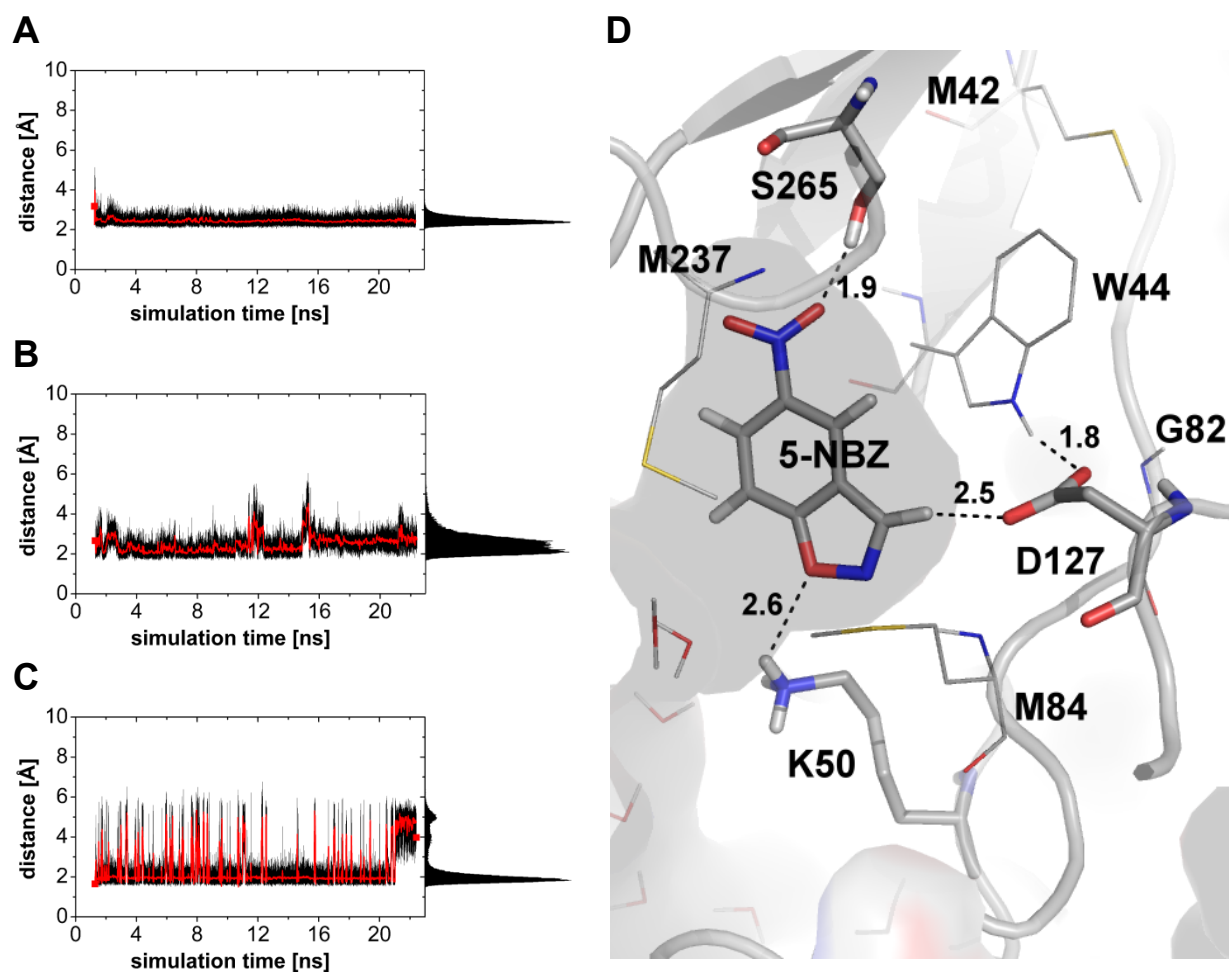 A
distance [Å]
10
8
6
4
2
0
0 4 8 12 16 20
simulation time [ns]
B
distance [Å]
10
8
6
4
2
0
0 4 8 12 16 20
simulation time [ns]
C
distance [Å]
10
8
6
4
2
0
0 4 8 12 16 20
simulation time [ns]
D
M42
S265
M237
1.9
W44
G82
1.8
5-NBZ
2.5
D127
2.6
M84
K50